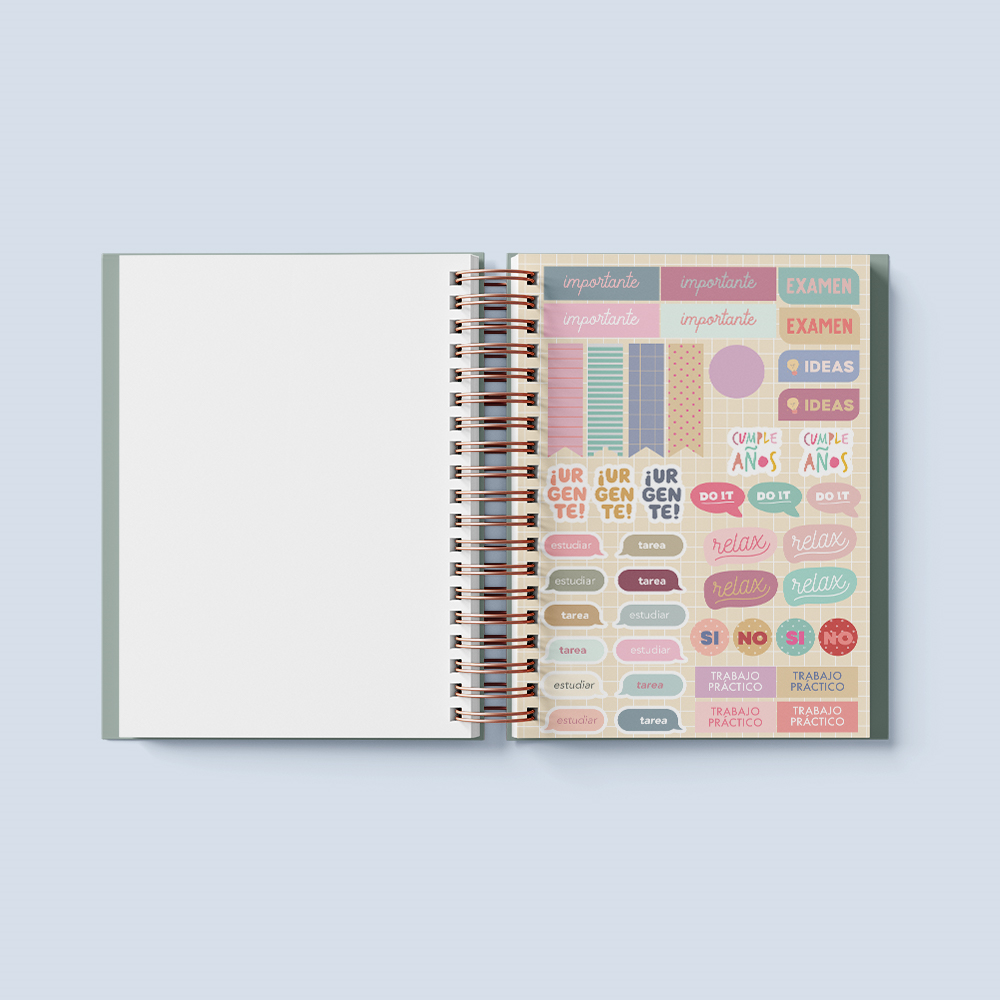 importante importante EXAMEN
importante importante EXAMEN
IDEAS
IDEAS
CUMPLE CUMPLE
AÑOS AÑOS
¡UR ¡UR ¡UR
GEN GEN GEN
TE! TE! TE!
DO IT DO IT DO IT
estudiar tarea relax relax
estudiar tarea relax relax
tarea estudiar
SI NO SI NO
tarea estudiar
estudiar tarea
TRABAJO TRABAJO
PRÁCTICO PRÁCTICO
estudiar tarea
TRABAJO TRABAJO
PRÁCTICO PRÁCTICO